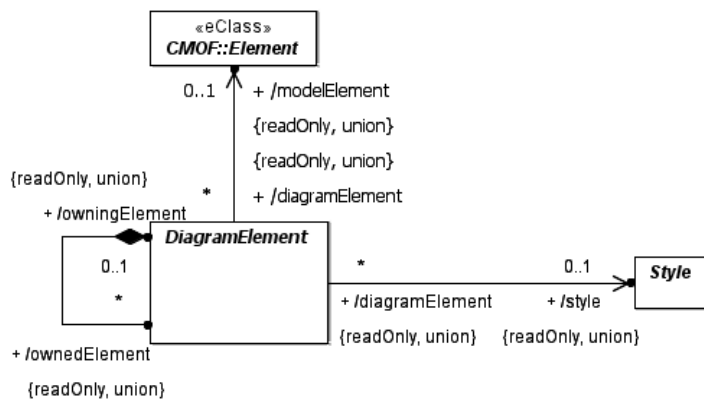 «eClass»
CMOF::Element
0..1
+ /modelElement
{readOnly, union}
{readOnly, union}
*
+ /diagramElement
{readOnly, union}
+ /owningElement
0..1
*
+ /ownedElement
{readOnly, union}
DiagramElement
*
0..1
+ /diagramElement
+ /style
{readOnly, union}
{readOnly, union}
Style